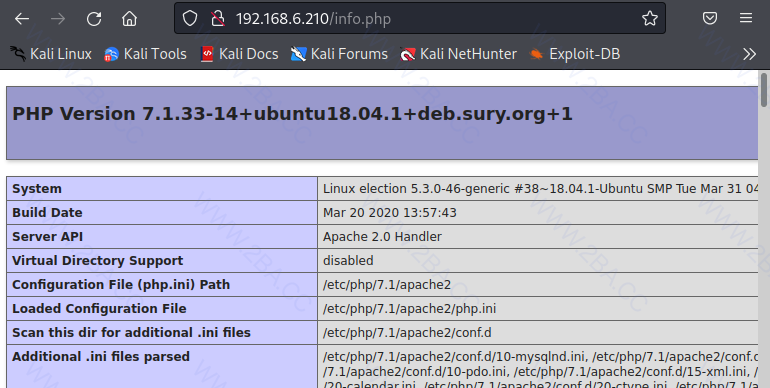 192.168.6.210/info.php
Kali Linux Kali Tools Kali Docs Kali Forums Kali NetHunter Exploit-DB
PHP Version 7.1.33-14+ubuntu18.04.1+deb.sury.org+1
System Linux election 5.3.0-46-generic #38~18.04.1-Ubuntu SMP Tue Mar 31 04
Build Date Mar 20 2020 13:57:43
Server API Apache 2.0 Handler
Virtual Directory Support disabled
Configuration File (php.ini) Path /etc/php/7.1/apache2
Loaded Configuration File /etc/php/7.1/apache2/php.ini
Scan this dir for additional .ini files /etc/php/7.1/apache2/conf.d
Additional .ini files parsed /etc/php/7.1/apache2/conf.d/10-mysqlnd.ini, /etc/php/7.1/apache2/conf.d
/7.1/apache2/conf.d/10-pdo.ini, /etc/php/7.1/apache2/conf.d/15-xml.ini, /
/20-calendar.ini, /etc/php/7.1/apache2/conf.d/20-ctype.ini, /etc/php/7.1/a
WWW.2BA.CC